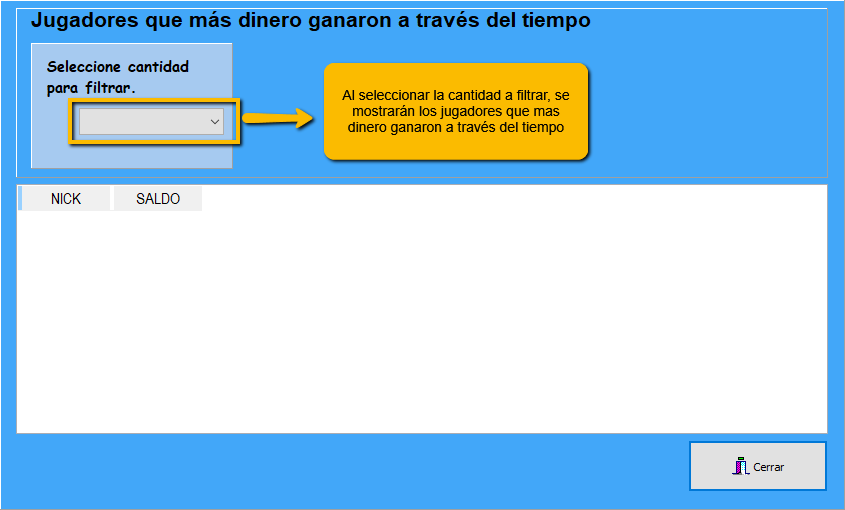 Jugadores que más dinero ganaron a través del tiempo
Seleccione cantidad
para filtrar.
Al seleccionar la cantidad a filtrar, se
mostrarán los jugadores que mas
dinero ganaron a través del tiempo
NICK SALDO
Cerrar